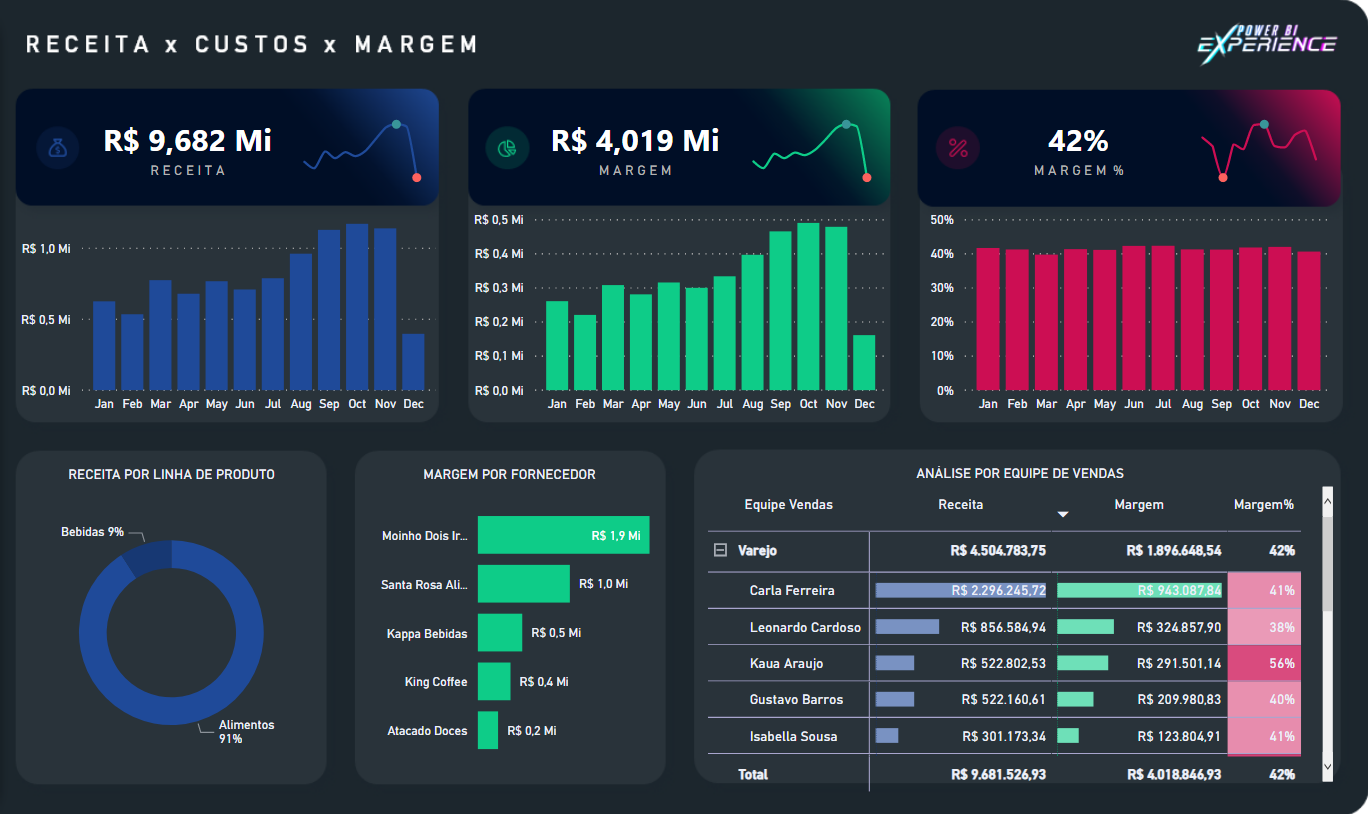 RECEITA x CUSTOS x MARGEM
POWER BI
EXPERIENCE
R$ 9,682 Mi
RECEITA
R$ 4,019 Mi
MARGEM
42%
MARGEM %
R$ 1,0 Mi
R$ 0,5 Mi
R$ 0,0 Mi
Jan Feb Mar Apr May Jun Jul Aug Sep Oct Nov Dec
R$ 0,5 Mi
R$ 0,4 Mi
R$ 0,3 Mi
R$ 0,2 Mi
R$ 0,1 Mi
R$ 0,0 Mi
Jan Feb Mar Apr May Jun Jul Aug Sep Oct Nov Dec
50%
40%
30%
20%
10%
0%
Jan Feb Mar Apr May Jun Jul Aug Sep Oct Nov Dec
RECEITA POR LINHA DE PRODUTO
Bebidas 9%
Alimentos
91%
MARGEM POR FORNECEDOR
Moinho Dois Ir... R$ 1,9 Mi
Santa Rosa Ali... R$ 1,0 Mi
Kappa Bebidas R$ 0,5 Mi
King Coffee R$ 0,4 Mi
Atacado Doces R$ 0,2 Mi
ANÁLISE POR EQUIPE DE VENDAS
Equipe Vendas Receita Margem Margem%
Varejo R$ 4.504.783,75 R$ 1.896.648,54 42%
Carla Ferreira R$ 2.296.245,72 R$ 943.087,84 41%
Leonardo Cardoso R$ 856.584,94 R$ 324.857,90 38%
Kaua Araujo R$ 522.802,53 R$ 291.501,14 56%
Gustavo Barros R$ 522.160,61 R$ 209.980,83 40%
Isabella Sousa R$ 301.173,34 R$ 123.804,91 41%
Total R$ 9.681.526,93 R$ 4.018.846,93 42%